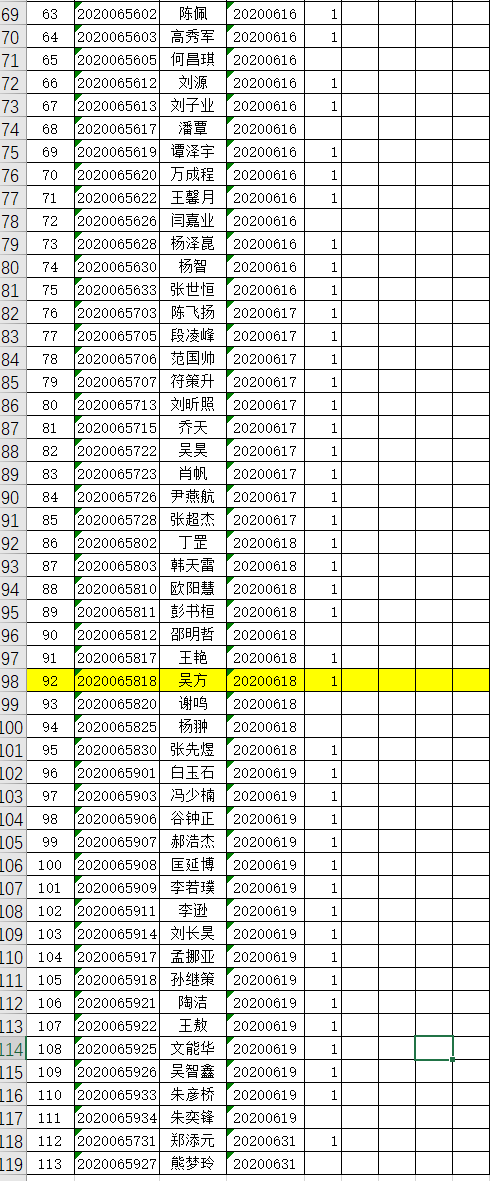 69 63 2020065602 陈佩 20200616 1
70 64 2020065603 高秀军 20200616 1
71 65 2020065605 何昌琪 20200616
72 66 2020065612 刘源 20200616 1
73 67 2020065613 刘子业 20200616 1
74 68 2020065617 潘覃 20200616
75 69 2020065619 谭泽宇 20200616 1
76 70 2020065620 万成程 20200616 1
77 71 2020065622 王馨月 20200616 1
78 72 2020065626 闫嘉业 20200616
79 73 2020065628 杨泽崑 20200616 1
80 74 2020065630 杨智 20200616 1
81 75 2020065633 张世恒 20200616 1
82 76 2020065703 陈飞扬 20200617 1
83 77 2020065705 段凌峰 20200617 1
84 78 2020065706 范国帅 20200617 1
85 79 2020065707 符策升 20200617 1
86 80 2020065713 刘昕照 20200617 1
87 81 2020065715 乔天 20200617 1
88 82 2020065722 吴昊 20200617 1
89 83 2020065723 肖帆 20200617 1
90 84 2020065726 尹燕航 20200617 1
91 85 2020065728 张超杰 20200617 1
92 86 2020065802 丁罡 20200618 1
93 87 2020065803 韩天雷 20200618 1
94 88 2020065810 欧阳慧 20200618 1
95 89 2020065811 彭书桓 20200618 1
96 90 2020065812 邵明哲 20200618
97 91 2020065817 王艳 20200618 1
98 92 2020065818 吴方 20200618 1
99 93 2020065820 谢鸣 20200618
100 94 2020065825 杨翀 20200618
101 95 2020065830 张先煜 20200618 1
102 96 2020065901 白玉石 20200619 1
103 97 2020065903 冯少楠 20200619 1
104 98 2020065906 谷钟正 20200619 1
105 99 2020065907 郝浩杰 20200619 1
106 100 2020065908 匡延博 20200619 1
107 101 2020065909 李若璞 20200619 1
108 102 2020065911 李逊 20200619 1
109 103 2020065914 刘长昊 20200619 1
110 104 2020065917 孟挪亚 20200619 1
111 105 2020065918 孙继策 20200619 1
112 106 2020065921 陶洁 20200619 1
113 107 2020065922 王敖 20200619 1
114 108 2020065925 文能华 20200619 1
115 109 2020065926 吴智鑫 20200619 1
116 110 2020065933 朱彦桥 20200619 1
117 111 2020065934 朱奕锋 20200619
118 112 2020065731 郑添元 20200631 1
119 113 2020065927 熊梦玲 20200631